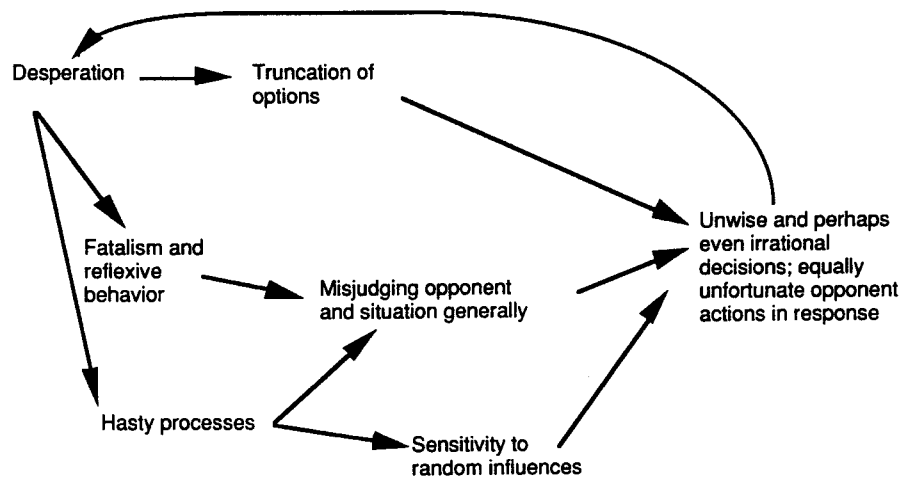 Desperation
Truncation of
options
Fatalism and
reflexive
behavior
Misjudging opponent
and situation generally
Unwise and perhaps
even irrational
decisions; equally
unfortunate opponent
actions in response
Hasty processes
Sensitivity to
random influences